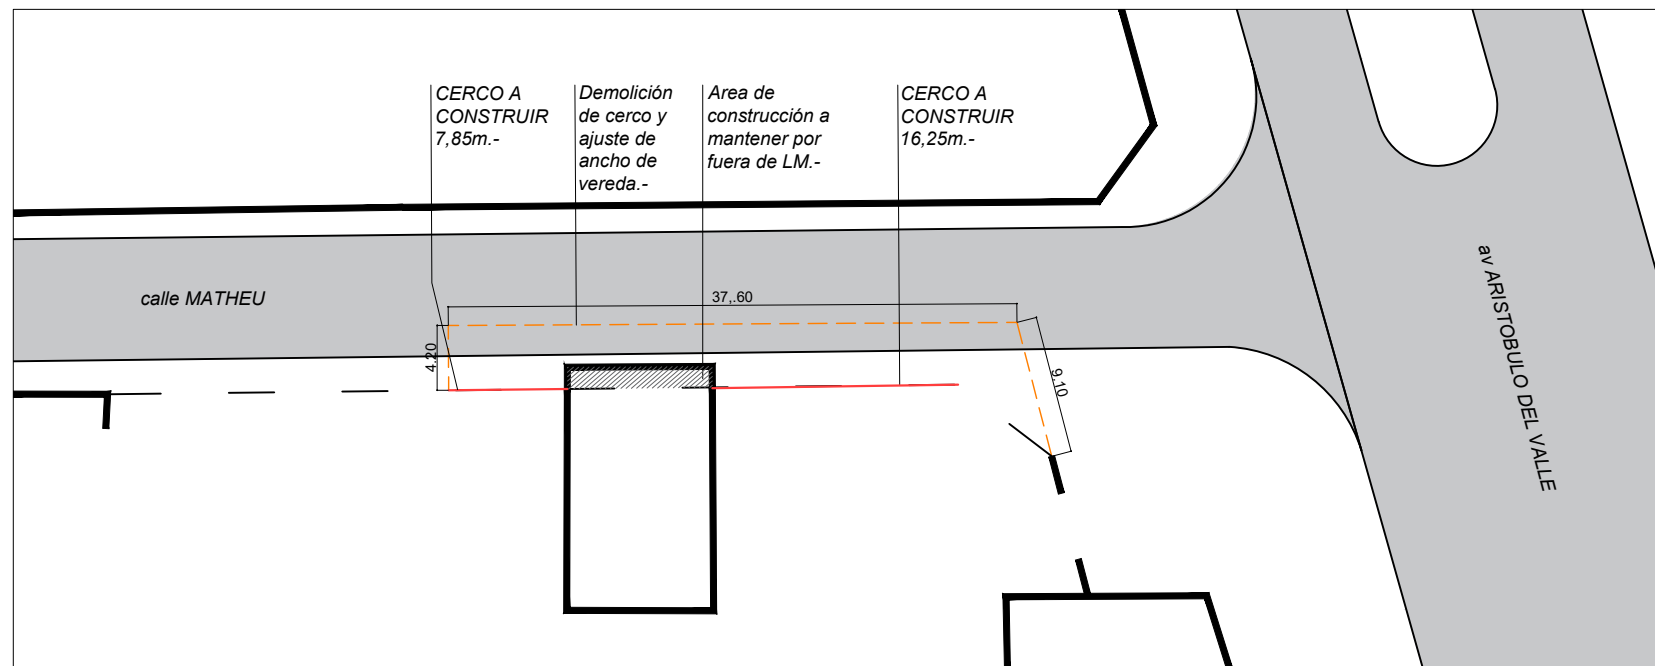 CERCO A
CONSTRUIR
7,85m.-
Demolición
de cerco y
ajuste de
ancho de
vereda.-
Area de
construcción a
mantener por
fuera de LM.-
CERCO A
CONSTRUIR
16,25m.-
calle MATHEU
37,.60
4.20
9.10
av ARISTOBULO DEL VALLE